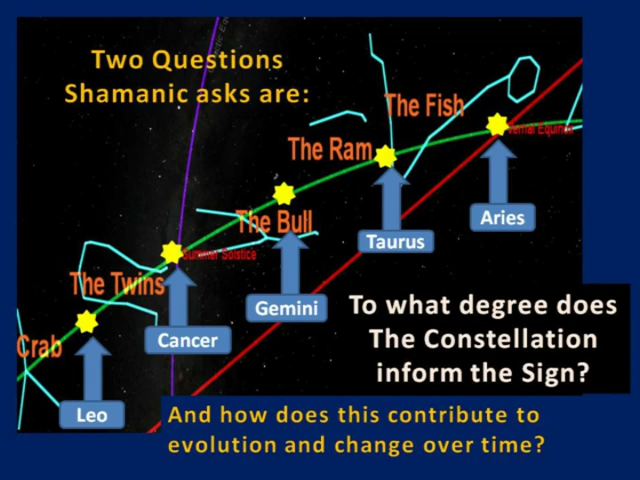 Two Questions
Shamanic asks are:
The Fish
Vernal Equinox
The Ram
Aries
The Bull
Taurus
Summer Solstice
The Twins
Gemini
To what degree does
The Constellation
inform the Sign?
Cancer
Crab
Leo
And how does this contribute to
evolution and change over time?